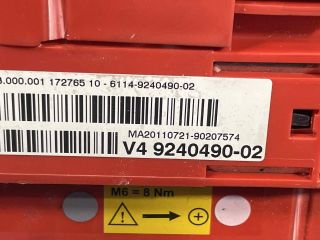 .000.001 172765 10 - 6114-9240490-02
MA20110721-90207574
V4 9240490-02
M6 = 8 Nm